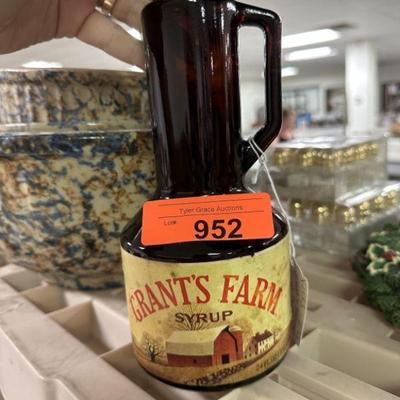 Tyler Grace Auctions
Lot#: 952
GRANT'S FARM
SYRUP